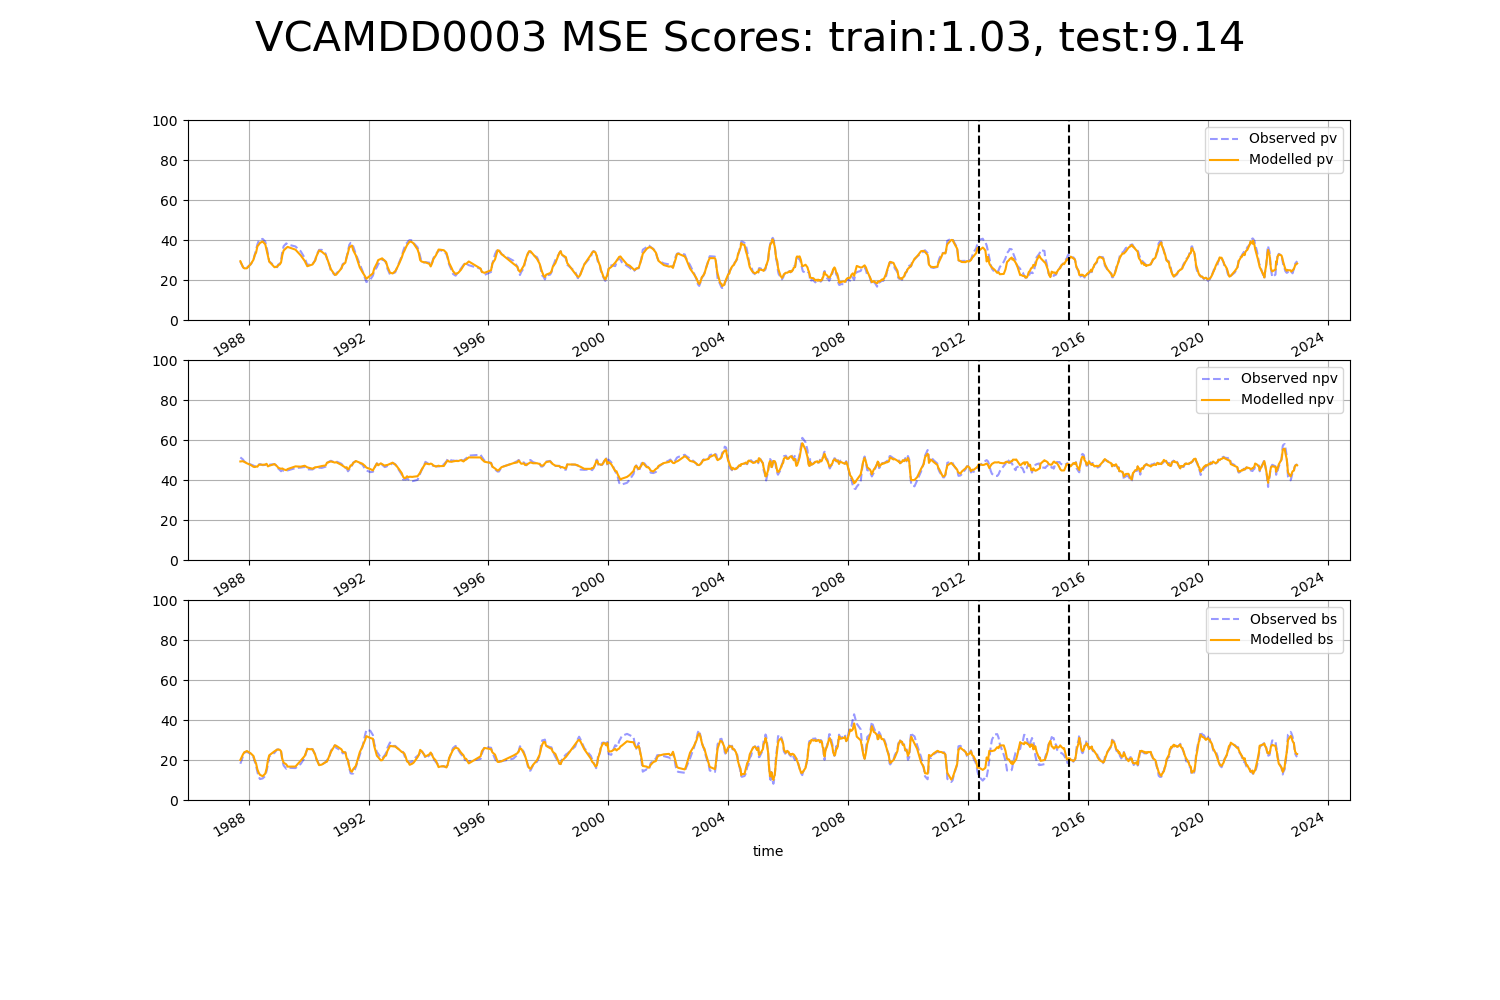 VCAMDD0003 MSE Scores: train:1.03, test:9.14
100
80
60
40
20
0
Observed pv
Modelled pv
1988 1992 1996 2000 2004 2008 2012 2016 2020 2024
100
80
60
40
20
0
Observed npv
Modelled npv
1988 1992 1996 2000 2004 2008 2012 2016 2020 2024
100
80
60
40
20
0
Observed bs
Modelled bs
1988 1992 1996 2000 2004 2008 2012 2016 2020 2024
time